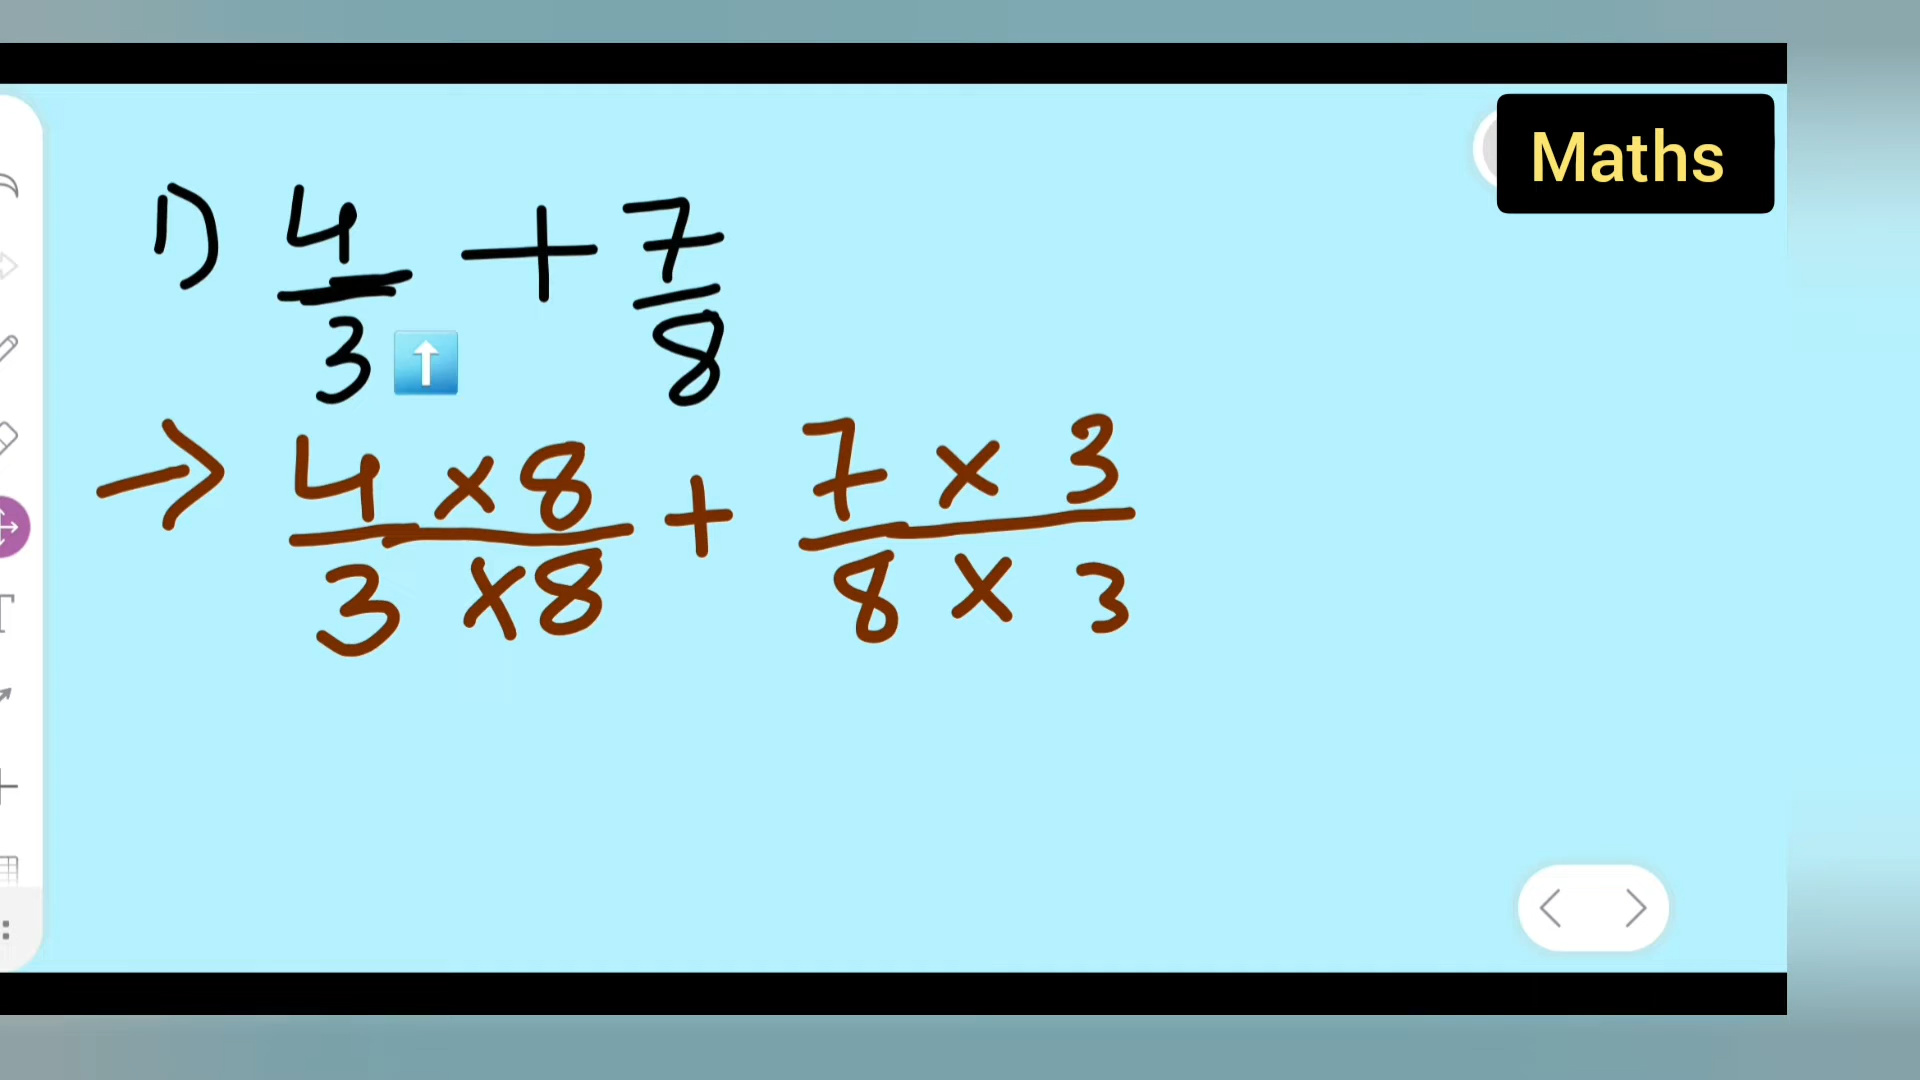 Maths
1) 4/3 + 7/8
→ 4 × 8 / 3 × 8 + 7 × 3 / 8 × 3